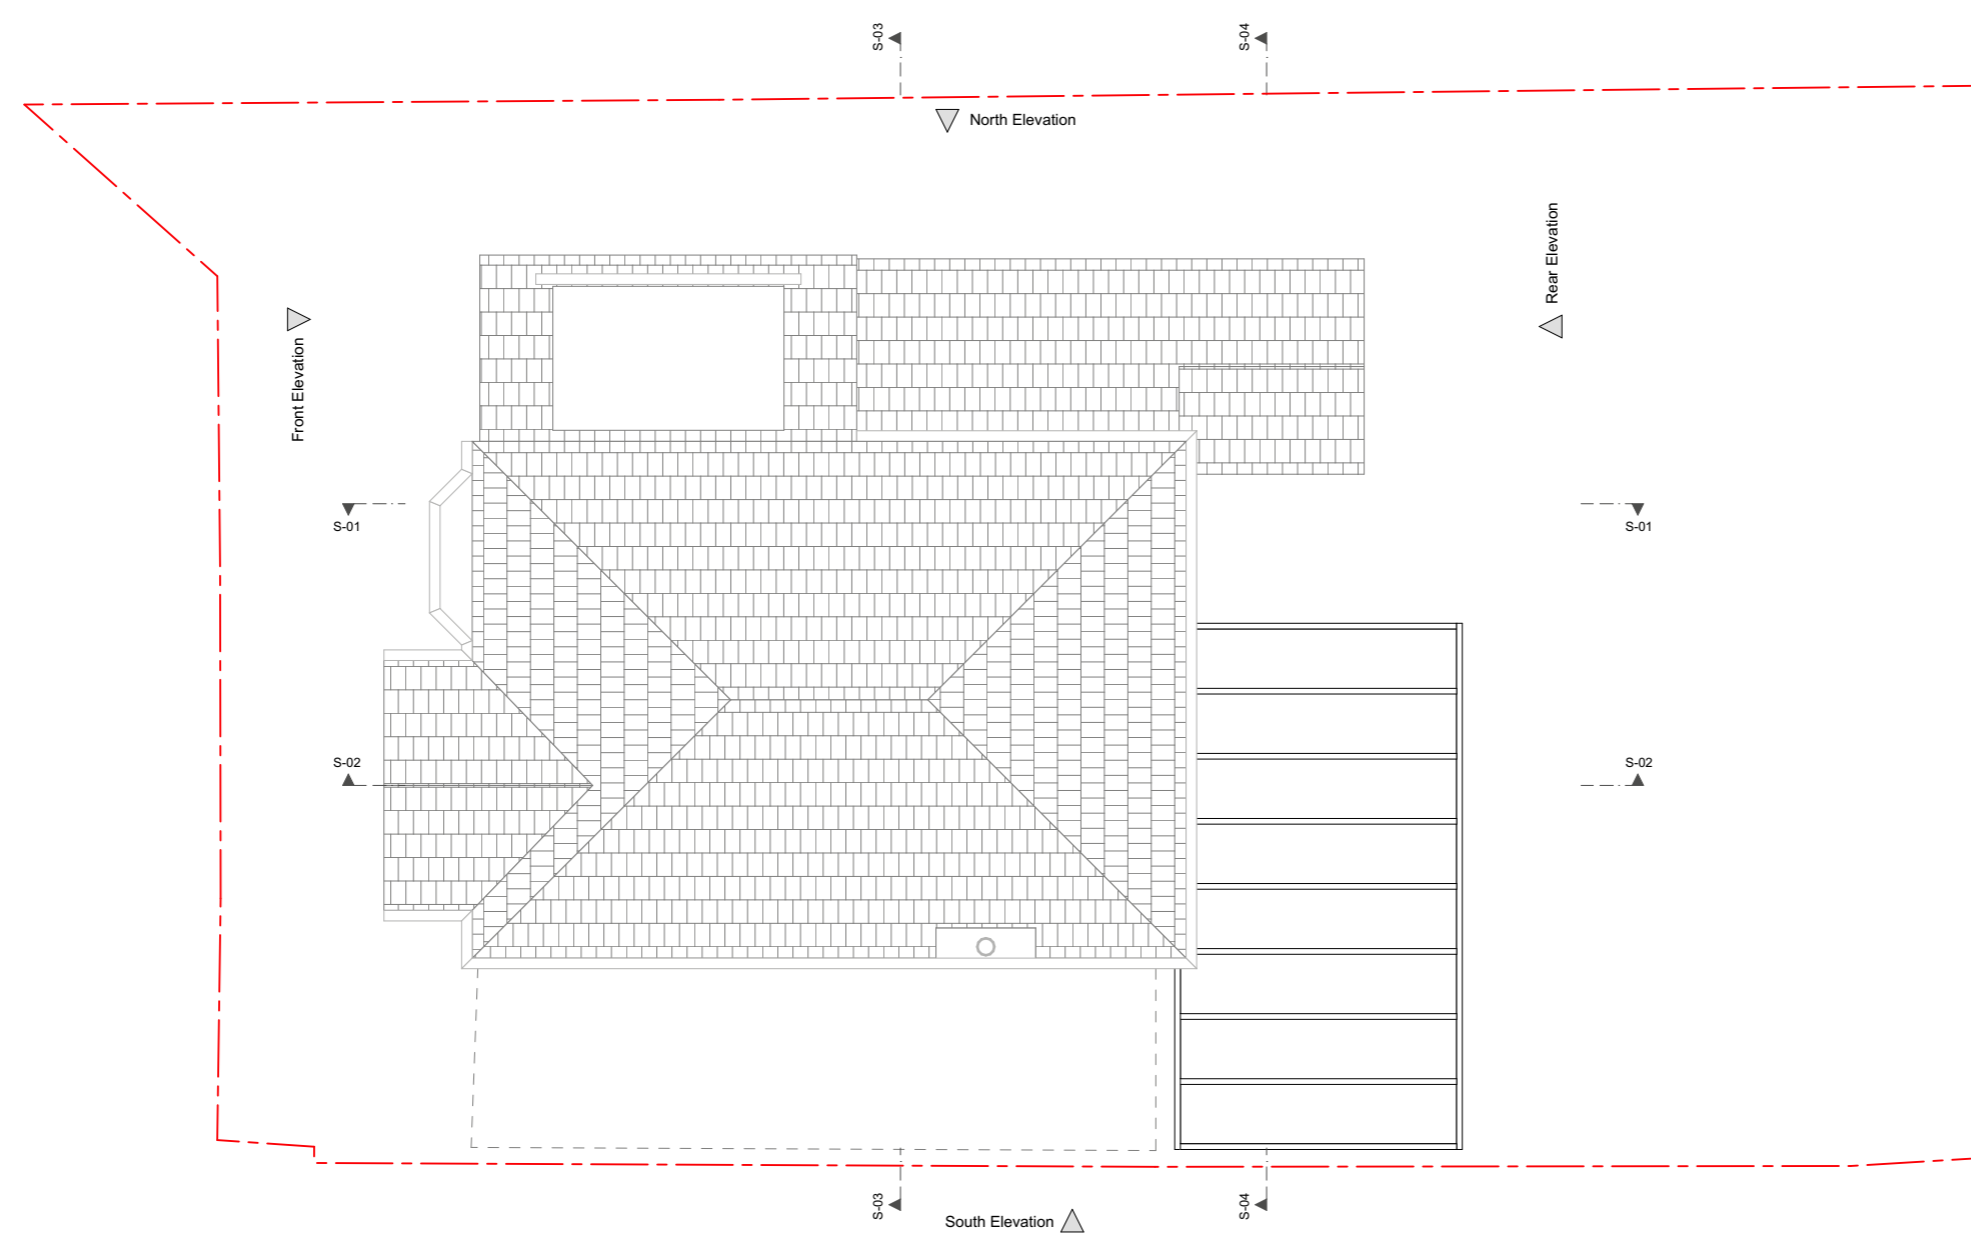 S-03
S-04
North Elevation
Rear Elevation
Front Elevation
S-01
S-01
S-02
S-02
S-03
S-04
South Elevation